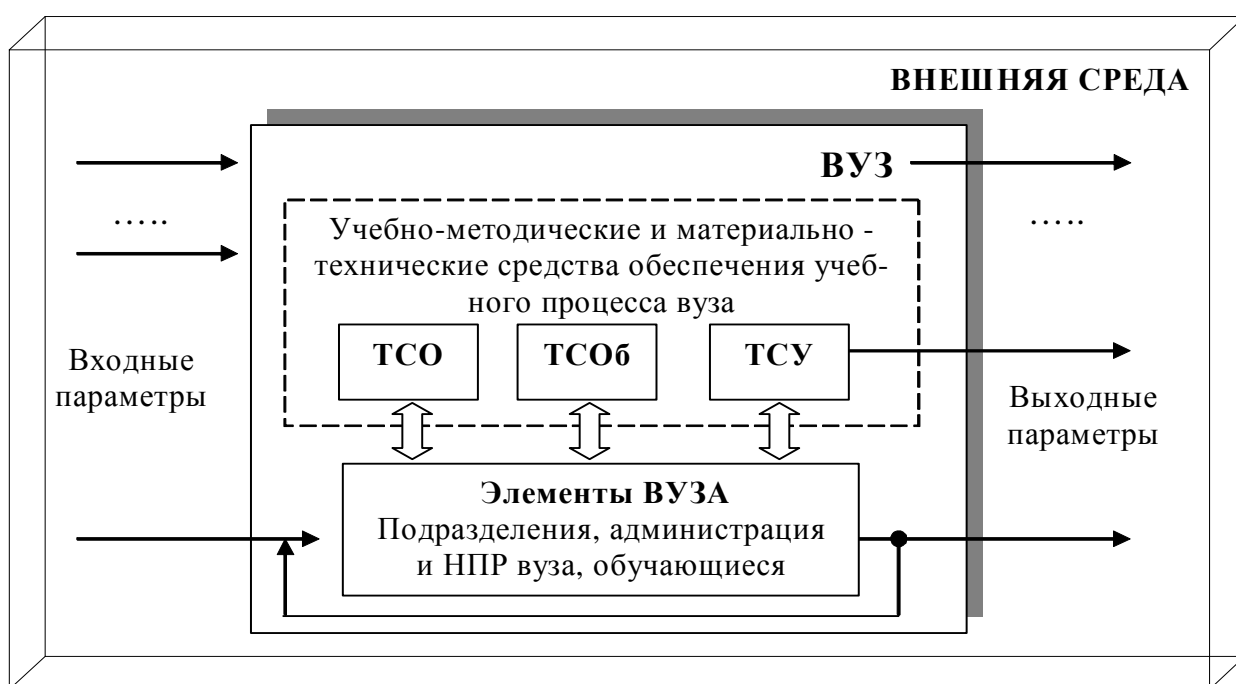 ВНЕШНЯЯ СРЕДА
ВУЗ
…..
…..
Учебно-методические и материально -
технические средства обеспечения учеб-
ного процесса вуза
ТСО
ТСОб
ТСУ
Входные
параметры
Выходные
параметры
Элементы ВУЗА
Подразделения, администрация
и НПР вуза, обучающиеся